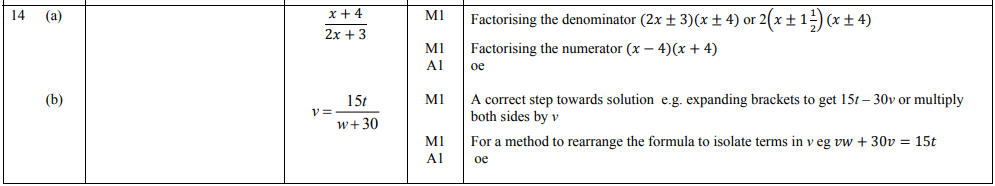 14 (a) x + 4 / 2x + 3 M1 Factorising the denominator (2x ± 3)(x ± 4) or 2(x ± 1 1/2) (x ± 4)
M1 Factorising the numerator (x − 4)(x + 4)
A1 oe
(b) v = 15t / w + 30 M1 A correct step towards solution e.g. expanding brackets to get 15t – 30v or multiply
both sides by v
M1 For a method to rearrange the formula to isolate terms in v eg vw + 30v = 15t
A1 oe